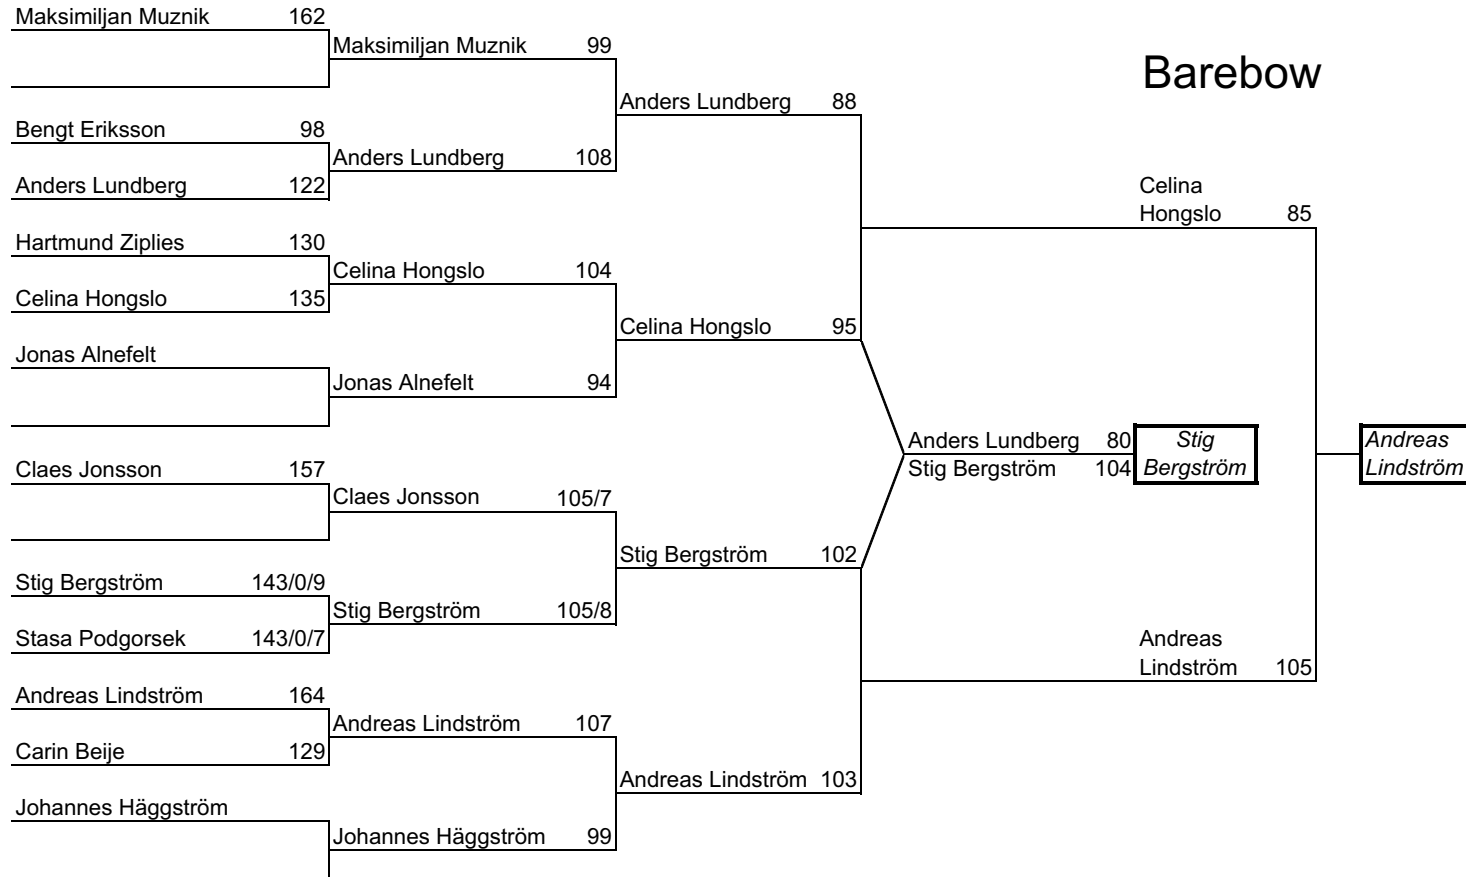 Maksimiljan Muznik 162
Maksimiljan Muznik 99
Barebow
Anders Lundberg 88
Bengt Eriksson 98
Anders Lundberg 108
Anders Lundberg 122
Celina
Hongslo 85
Hartmund Ziplies 130
Celina Hongslo 104
Celina Hongslo 135
Celina Hongslo 95
Jonas Alnefelt
Jonas Alnefelt 94
Anders Lundberg 80
Stig Bergström 104
Stig
Bergström
Andreas
Lindström
Claes Jonsson 157
Claes Jonsson 105/7
Stig Bergström 102
Stig Bergström 143/0/9
Stig Bergström 105/8
Stasa Podgorsek 143/0/7
Andreas
Lindström 105
Andreas Lindström 164
Andreas Lindström 107
Carin Beije 129
Andreas Lindström 103
Johannes Häggström
Johannes Häggström 99